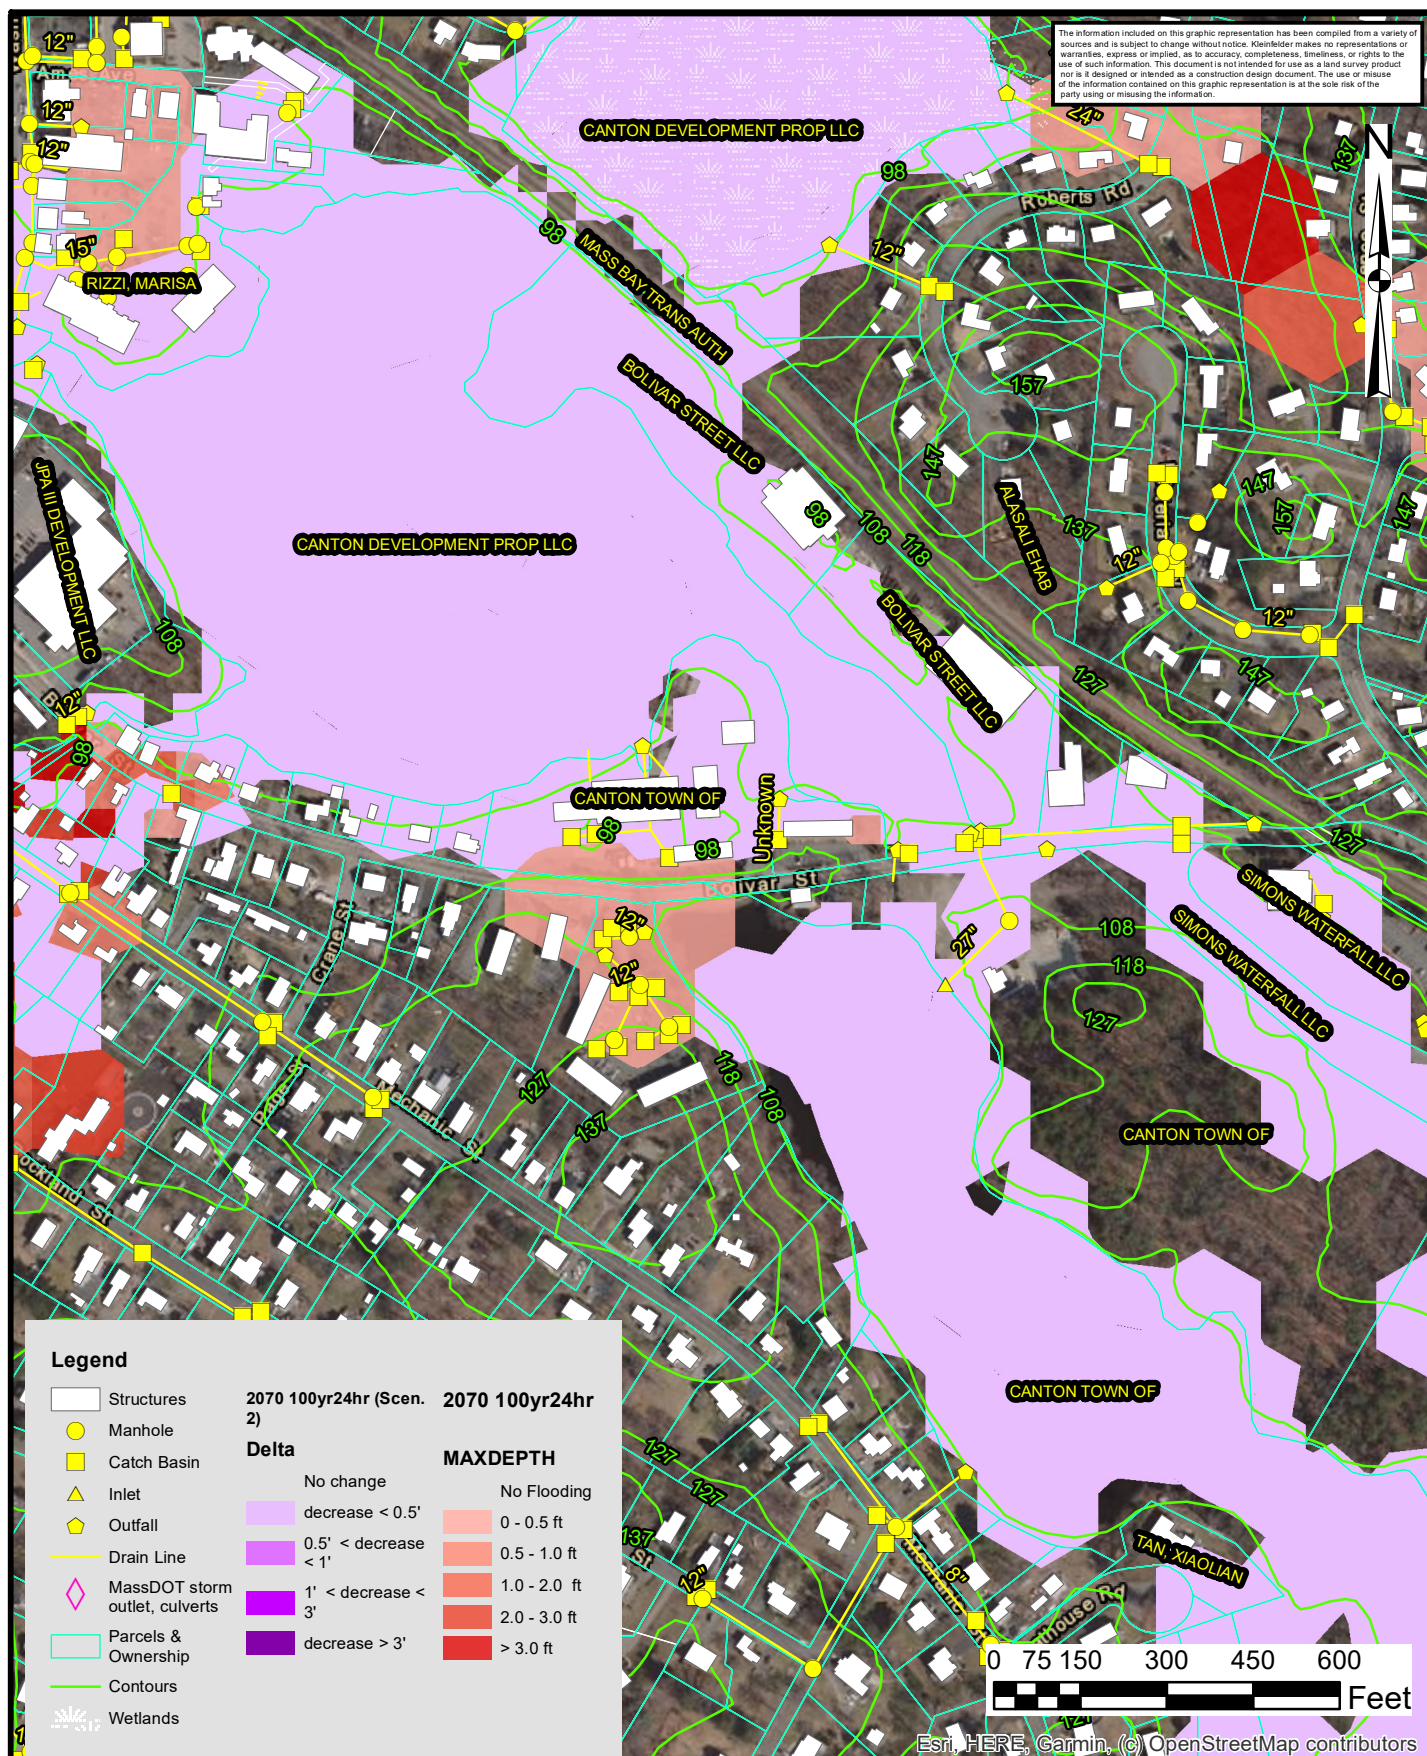 The information included on this graphic representation has been compiled from a variety of
sources and is subject to change without notice. Kleinfelder makes no representations or
warranties, express or implied, as to accuracy, completeness, timeliness, or rights to the
use of such information. This document is not intended for use as a land survey product
nor is it designed or intended as a construction design document. The use or misuse
of the information contained on this graphic representation is at the sole risk of the
party using or misusing the information.
12"
Ave
12"
12"
15"
RIZZI, MARISA
CANTON DEVELOPMENT PROP LLC
24"
137
N
98
Roberts Rd
98
MASS BAY TRANS AUTH
12"
BOLIVAR STREET LLC
157
147
JPA III DEVELOPMENT LLC
CANTON DEVELOPMENT PROP LLC
98
108
118
ALASALI EHAB
137
147
157
147
12"
12"
BOLIVAR STREET LLC
108
127
147
12"
98
St
CANTON TOWN OF
98
98
Unknown
Bolivar St
127
SIMONS WATERFALL LLC
SIMONS WATERFALL LLC
Crane St
12"
12"
27"
108
118
127
Page St
Mechanic St
127
137
118
108
CANTON TOWN OF
St
CANTON TOWN OF
127
127
137
St
12"
Mechanic
8"
TAN, XIAOLIAN
Rd
127
Legend
Structures
Manhole
Catch Basin
Inlet
Outfall
Drain Line
MassDOT storm
outlet, culverts
Parcels &
Ownership
Contours
Wetlands
2070 100yr24hr (Scen.
2)
Delta
No change
decrease < 0.5'
0.5' < decrease
< 1'
1' < decrease <
3'
decrease > 3'
2070 100yr24hr
MAXDEPTH
No Flooding
0 - 0.5 ft
0.5 - 1.0 ft
1.0 - 2.0 ft
2.0 - 3.0 ft
> 3.0 ft
0 75 150 300 450 600
Feet
Esri, HERE, Garmin, (c) OpenStreetMap contributors